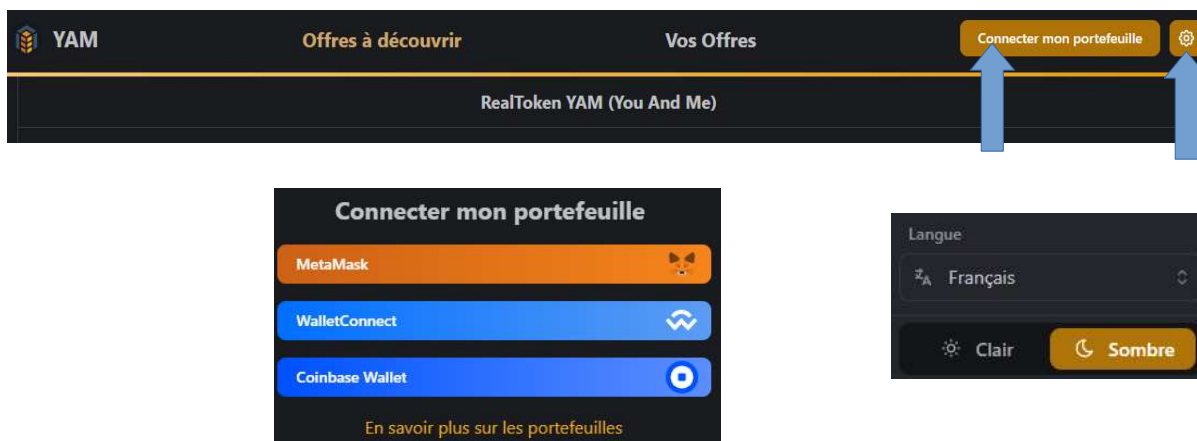 YAM Offres à découvrir Vos Offres Connecter mon portefeuille
RealToken YAM (You And Me)
Connecter mon portefeuille
MetaMask
WalletConnect
Coinbase Wallet
En savoir plus sur les portefeuilles
Langue
Français
Clair Sombre